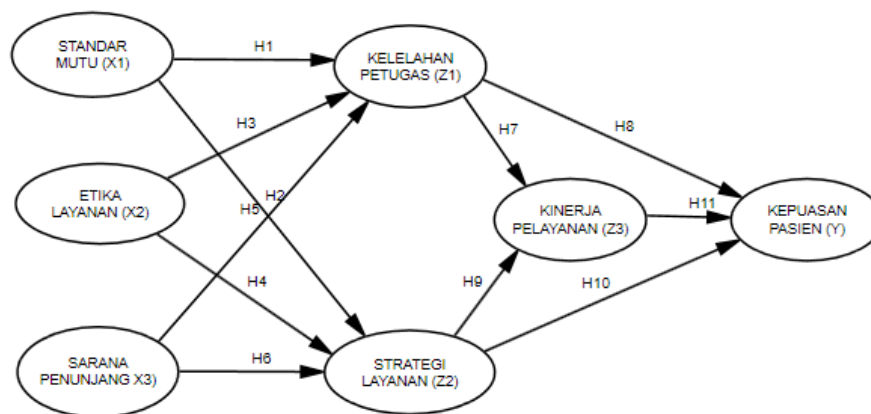 STANDAR
MUTU (X1)
H1
KELELAHAN
PETUGAS (Z1)
H3
H7
H8
ETIKA
LAYANAN (X2)
H2
H5
KINERJA
PELAYANAN (Z3)
H11
KEPUASAN
PASIEN (Y)
H4
H9
H10
SARANA
PENUNJANG X3)
H6
STRATEGI
LAYANAN (Z2)